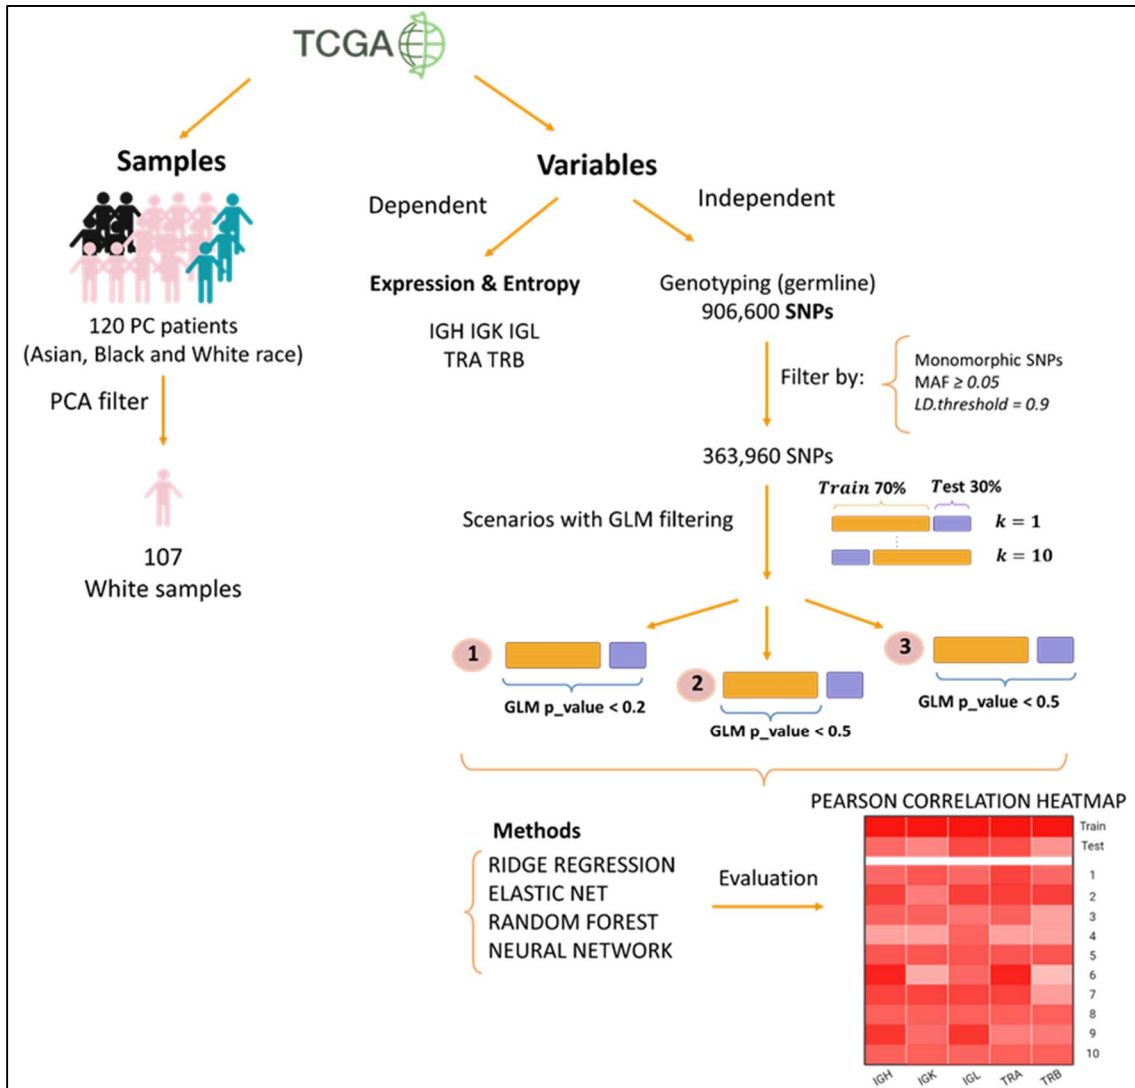 TCGA
Samples
Variables
Dependent
Independent
Expression & Entropy
IGH IGK IGL
TRA TRB
Genotyping (germline)
906,600 SNPs
120 PC patients
(Asian, Black and White race)
PCA filter
107
White samples
Filter by:
Monomorphic SNPs
MAF ≥ 0.05
LD.threshold = 0.9
363,960 SNPs
Scenarios with GLM filtering
Train 70%
Test 30%
k = 1
k = 10
1
GLM p_value < 0.2
2
GLM p_value < 0.5
3
GLM p_value < 0.5
Methods
RIDGE REGRESSION
ELASTIC NET
RANDOM FOREST
NEURAL NETWORK
Evaluation
PEARSON CORRELATION HEATMAP
Train
Test
1
2
3
4
5
6
7
8
9
10
IGH
IGK
IGL
TRA
TRB